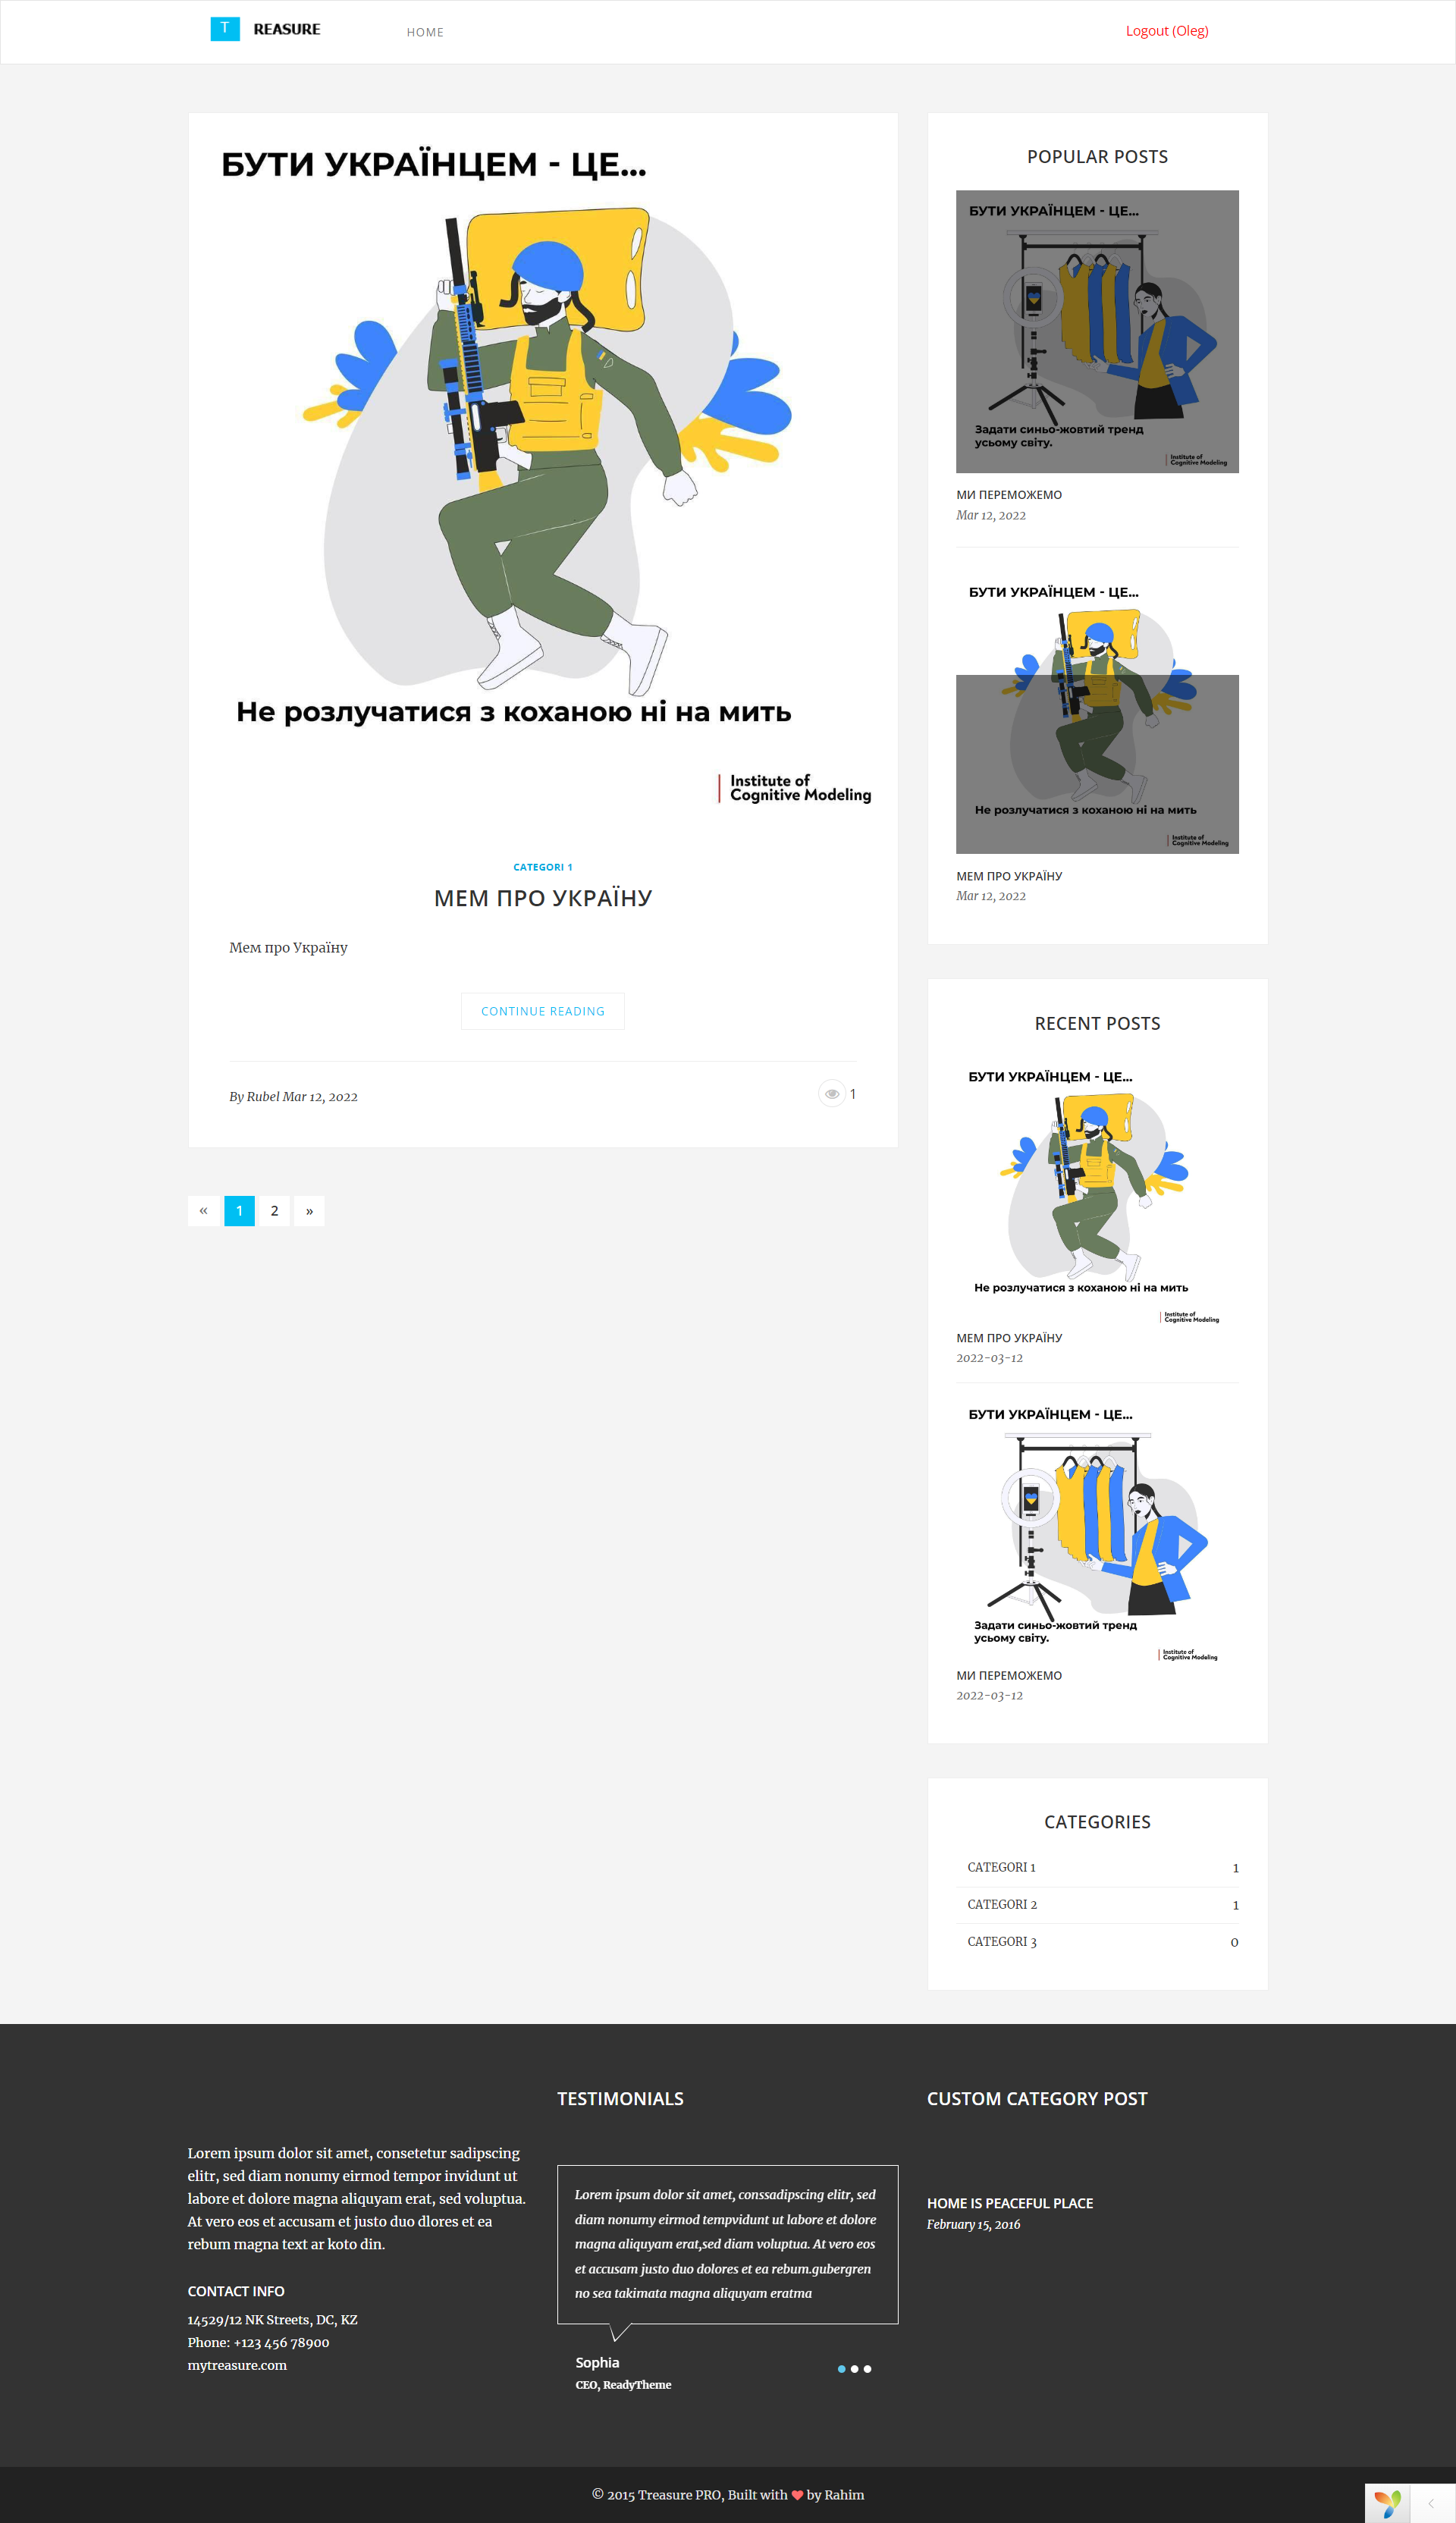 T REASURE
HOME
Logout (Oleg)
БУТИ УКРАЇНЦЕМ - ЦЕ...
Не розлучатися з коханою ні на мить
Institute of
Cognitive Modeling
CATEGORI 1
МЕМ ПРО УКРАЇНУ
Мем про Україну
CONTINUE READING
By Rubel Mar 12, 2022
1
« 1 2 »
POPULAR POSTS
БУТИ УКРАЇНЦЕМ - ЦЕ...
Задати синьо-жовтий тренд
усьому світу.
Institute of
Cognitive Modeling
МИ ПЕРЕМОЖЕМО
Mar 12, 2022
БУТИ УКРАЇНЦЕМ - ЦЕ...
Не розлучатися з коханою ні на мить
Institute of
Cognitive Modeling
МЕМ ПРО УКРАЇНУ
Mar 12, 2022
RECENT POSTS
БУТИ УКРАЇНЦЕМ - ЦЕ...
Не розлучатися з коханою ні на мить
Institute of
Cognitive Modeling
МЕМ ПРО УКРАЇНУ
2022-03-12
БУТИ УКРАЇНЦЕМ - ЦЕ...
Задати синьо-жовтий тренд
усьому світу.
Institute of
Cognitive Modeling
МИ ПЕРЕМОЖЕМО
2022-03-12
CATEGORIES
CATEGORI 1 1
CATEGORI 2 1
CATEGORI 3 0
Lorem ipsum dolor sit amet, consetetur sadipscing
elitr, sed diam nonumy eirmod tempor invidunt ut
labore et dolore magna aliquyam erat, sed voluptua.
At vero eos et accusam et justo duo dlores et ea
rebum magna text ar koto din.
CONTACT INFO
14529/12 NK Streets, DC, KZ
Phone: +123 456 78900
mytreasure.com
TESTIMONIALS
Lorem ipsum dolor sit amet, conssadipscing elitr, sed
diam nonumy eirmod tempvidunt ut labore et dolore
magna aliquyam erat,sed diam voluptua. At vero eos
et accusam justo duo dolores et ea rebum.gubergren
no sea takimata magna aliquyam eratma
Sophia
CEO, ReadyTheme
CUSTOM CATEGORY POST
HOME IS PEACEFUL PLACE
February 15, 2016
© 2015 Treasure PRO, Built with ❤ by Rahim